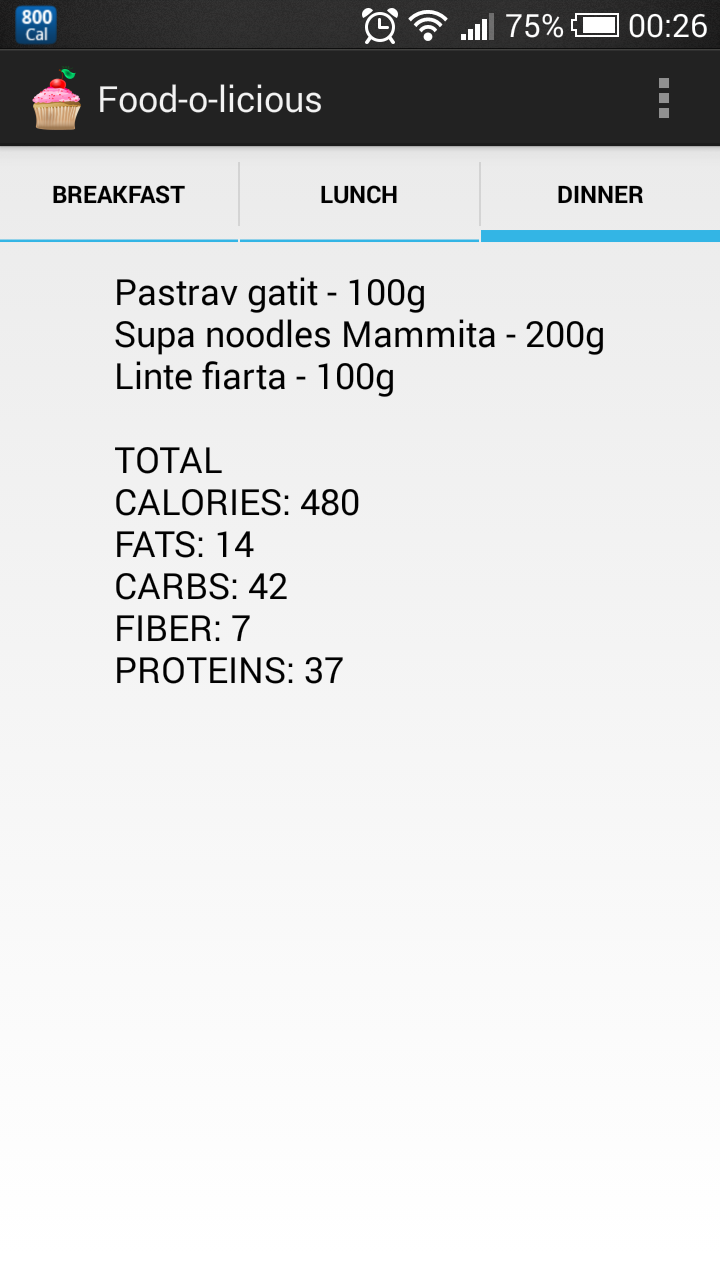 800
Cal
75%
00:26
Food-o-licious
BREAKFAST
LUNCH
DINNER
Pastrav gatit - 100g
Supa noodles Mammita - 200g
Linte fiarta - 100g
TOTAL
CALORIES: 480
FATS: 14
CARBS: 42
FIBER: 7
PROTEINS: 37